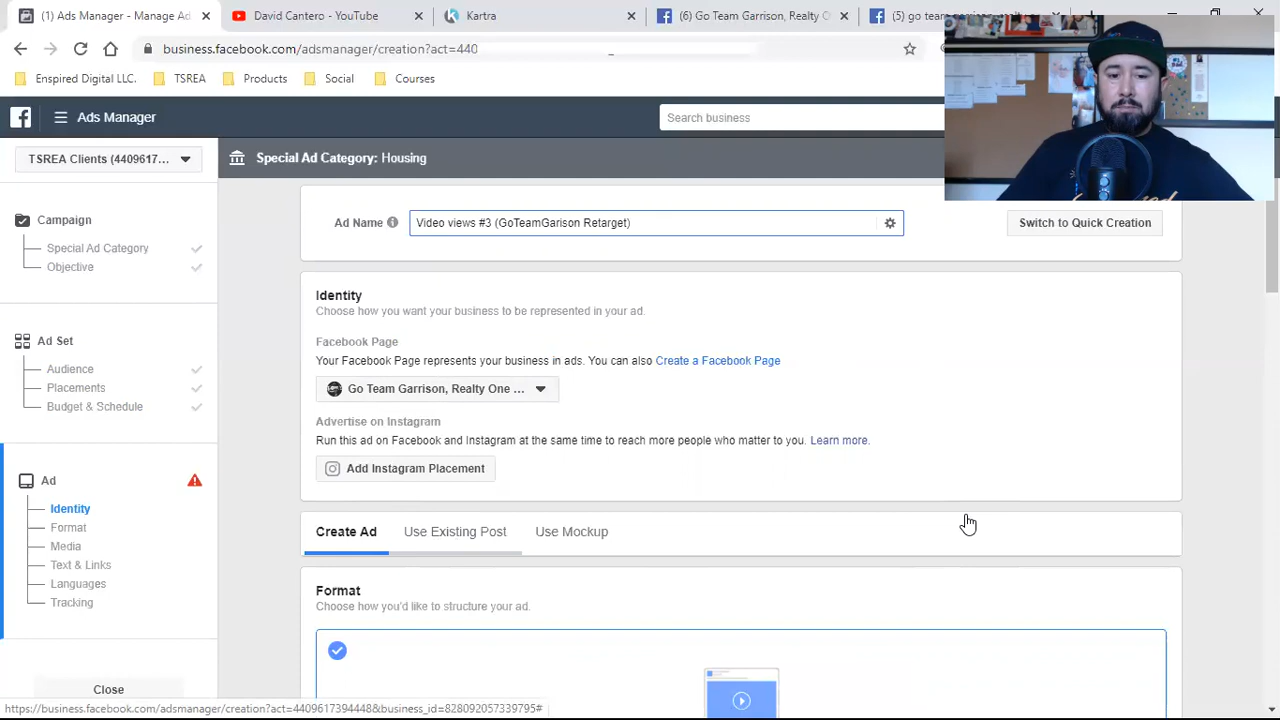 (1) Ads Manager - Manage Ads
David Cantero - YouTube
Kartra
(6) Go Team Garrison, Realty O
business.facebook.com/adsmanager/creation?act=440
Enspired Digital LLC.
TSREA
Products
Social
Ads Manager
Search business
TSREA Clients (4409617...
Special Ad Category: Housing
Campaign
Special Ad Category
Objective
Ad Set
Audience
Placements
Budget & Schedule
Ad
Identity
Format
Media
Text & Links
Languages
Tracking
Close
Ad Name
Video views #3 (GoTeamGarison Retarget)
Switch to Quick Creation
Identity
Choose how you want your business to be represented in your ad.
Facebook Page
Your Facebook Page represents your business in ads. You can also Create a Facebook Page
Go Team Garrison, Realty One ...
Advertise on Instagram
Run this ad on Facebook and Instagram at the same time to reach more people who matter to you. Learn more.
Add Instagram Placement
Create Ad
Use Existing Post
Use Mockup
Format
Choose how you'd like to structure your ad.
https://business.facebook.com/adsmanager/creation?act=4409617394448&business_id=828092057339795#